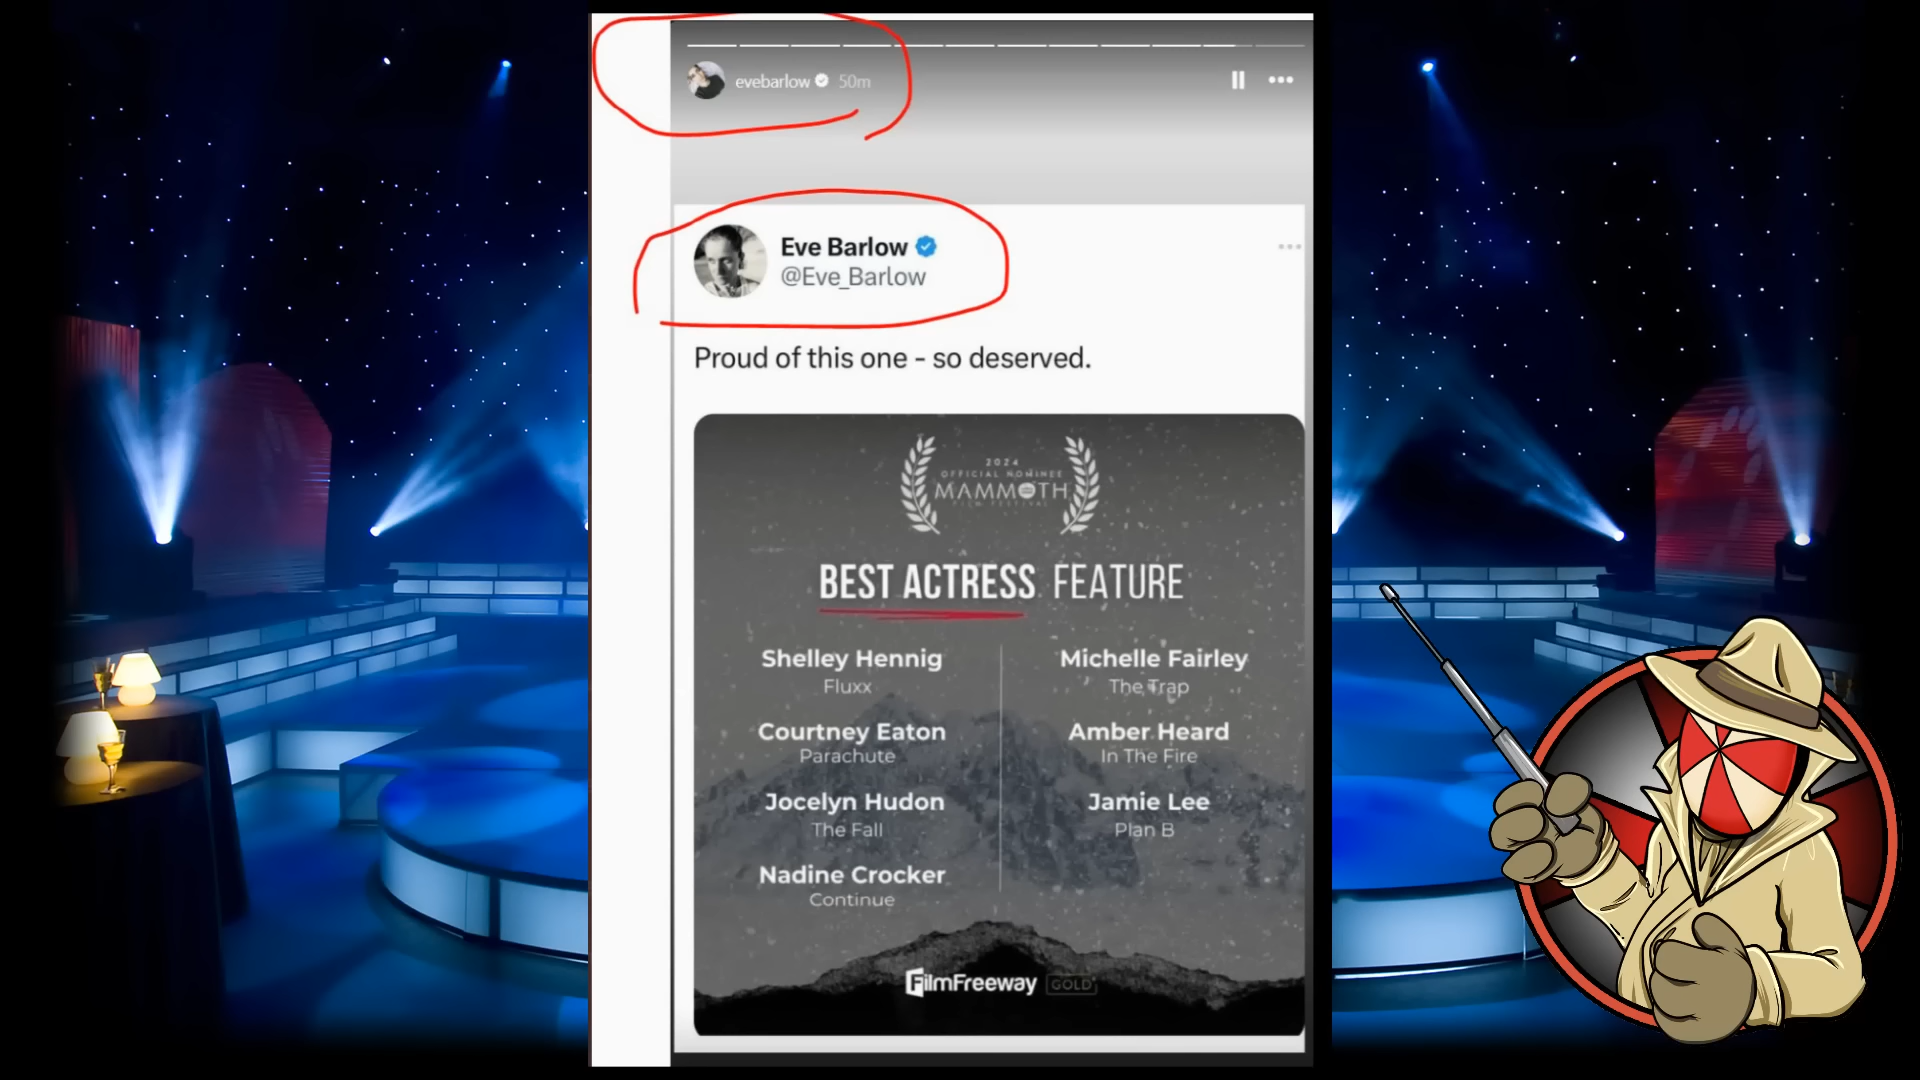 evebarlow 50m
Eve Barlow
@Eve_Barlow
Proud of this one - so deserved.
2024
OFFICIAL NOMINEE
MAMMOTH
FILM FESTIVAL
BEST ACTRESS FEATURE
Shelley Hennig
Fluxx
Courtney Eaton
Parachute
Jocelyn Hudon
The Fall
Nadine Crocker
Continue
Michelle Fairley
The Trap
Amber Heard
In The Fire
Jamie Lee
Plan B
FilmFreeway GOLD